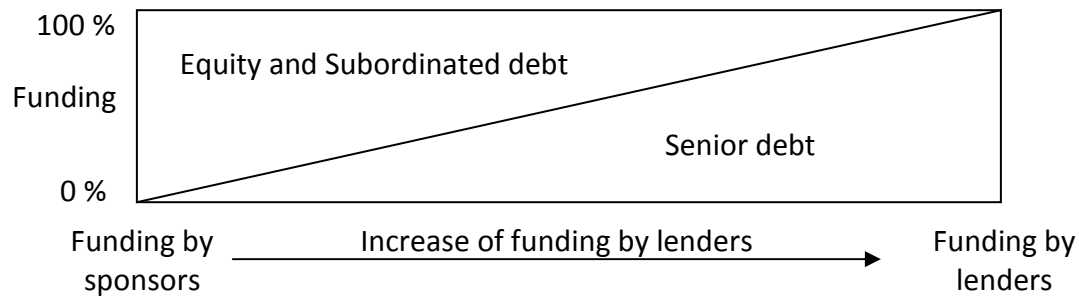 100 %
Equity and Subordinated debt
Funding
Senior debt
0 %
Funding by
sponsors
Increase of funding by lenders
Funding by
lenders